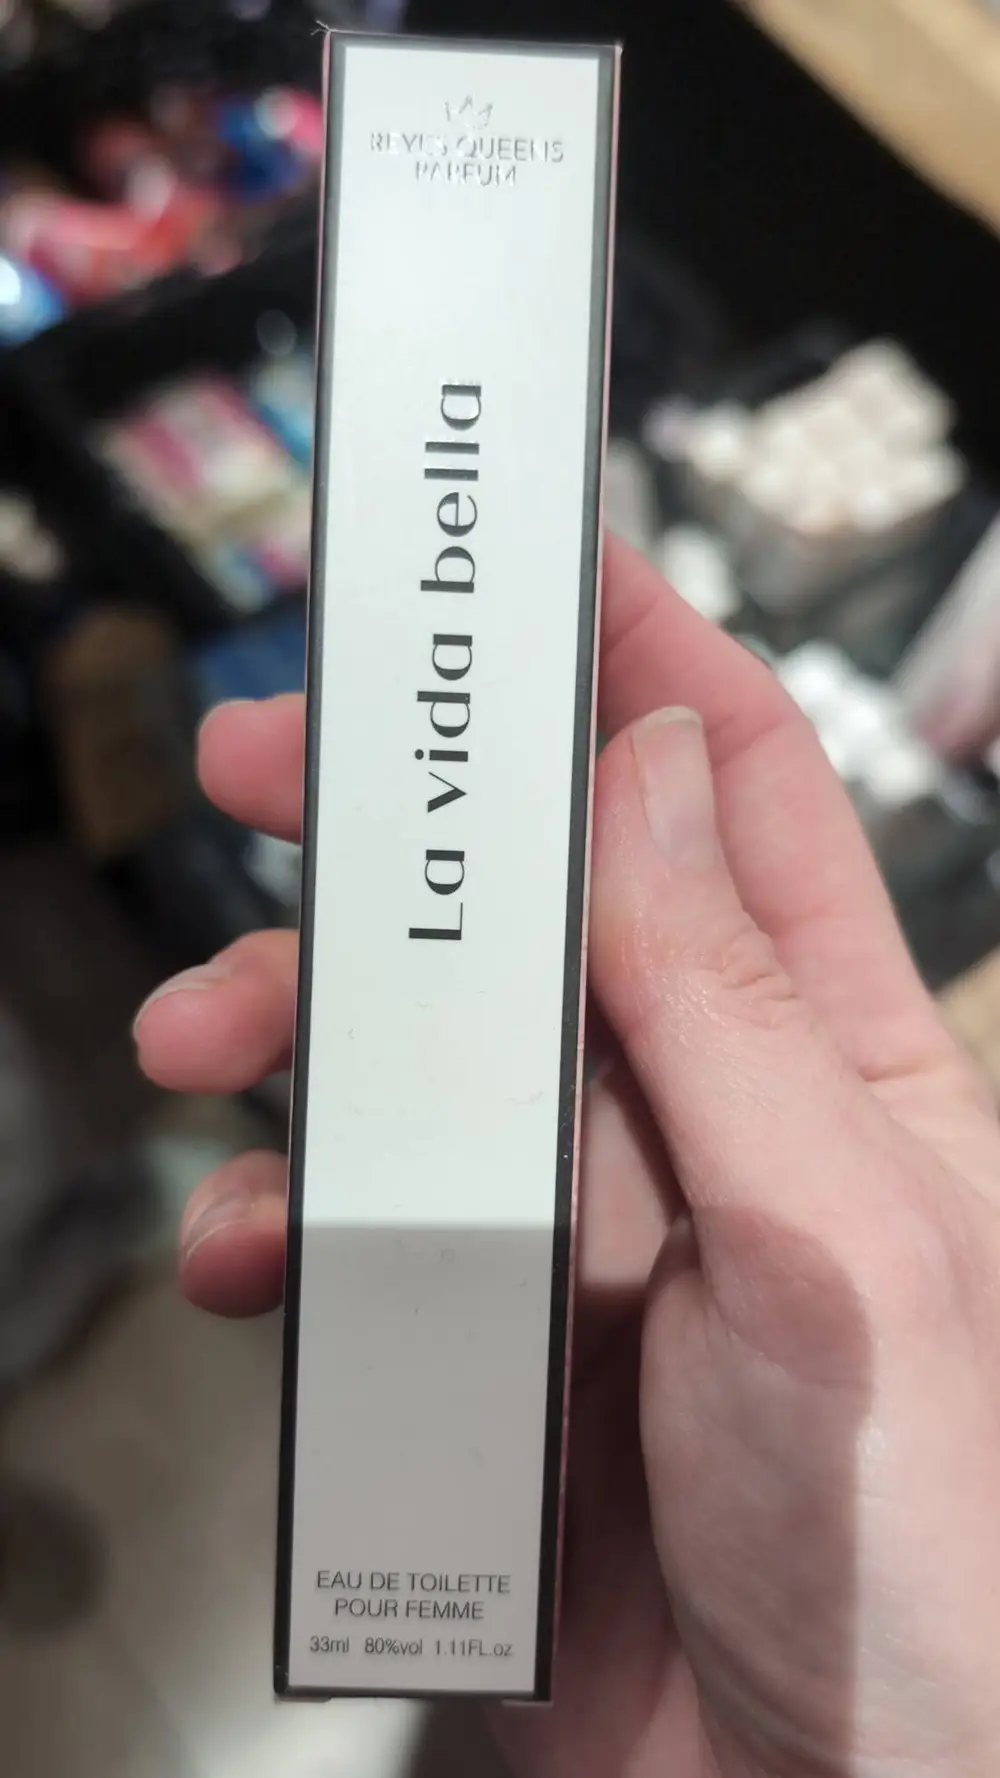 REYES QUEENS
PARFUM
La vida bella
EAU DE TOILETTE
POUR FEMME
33ml 80%vol 1.11FL.oz